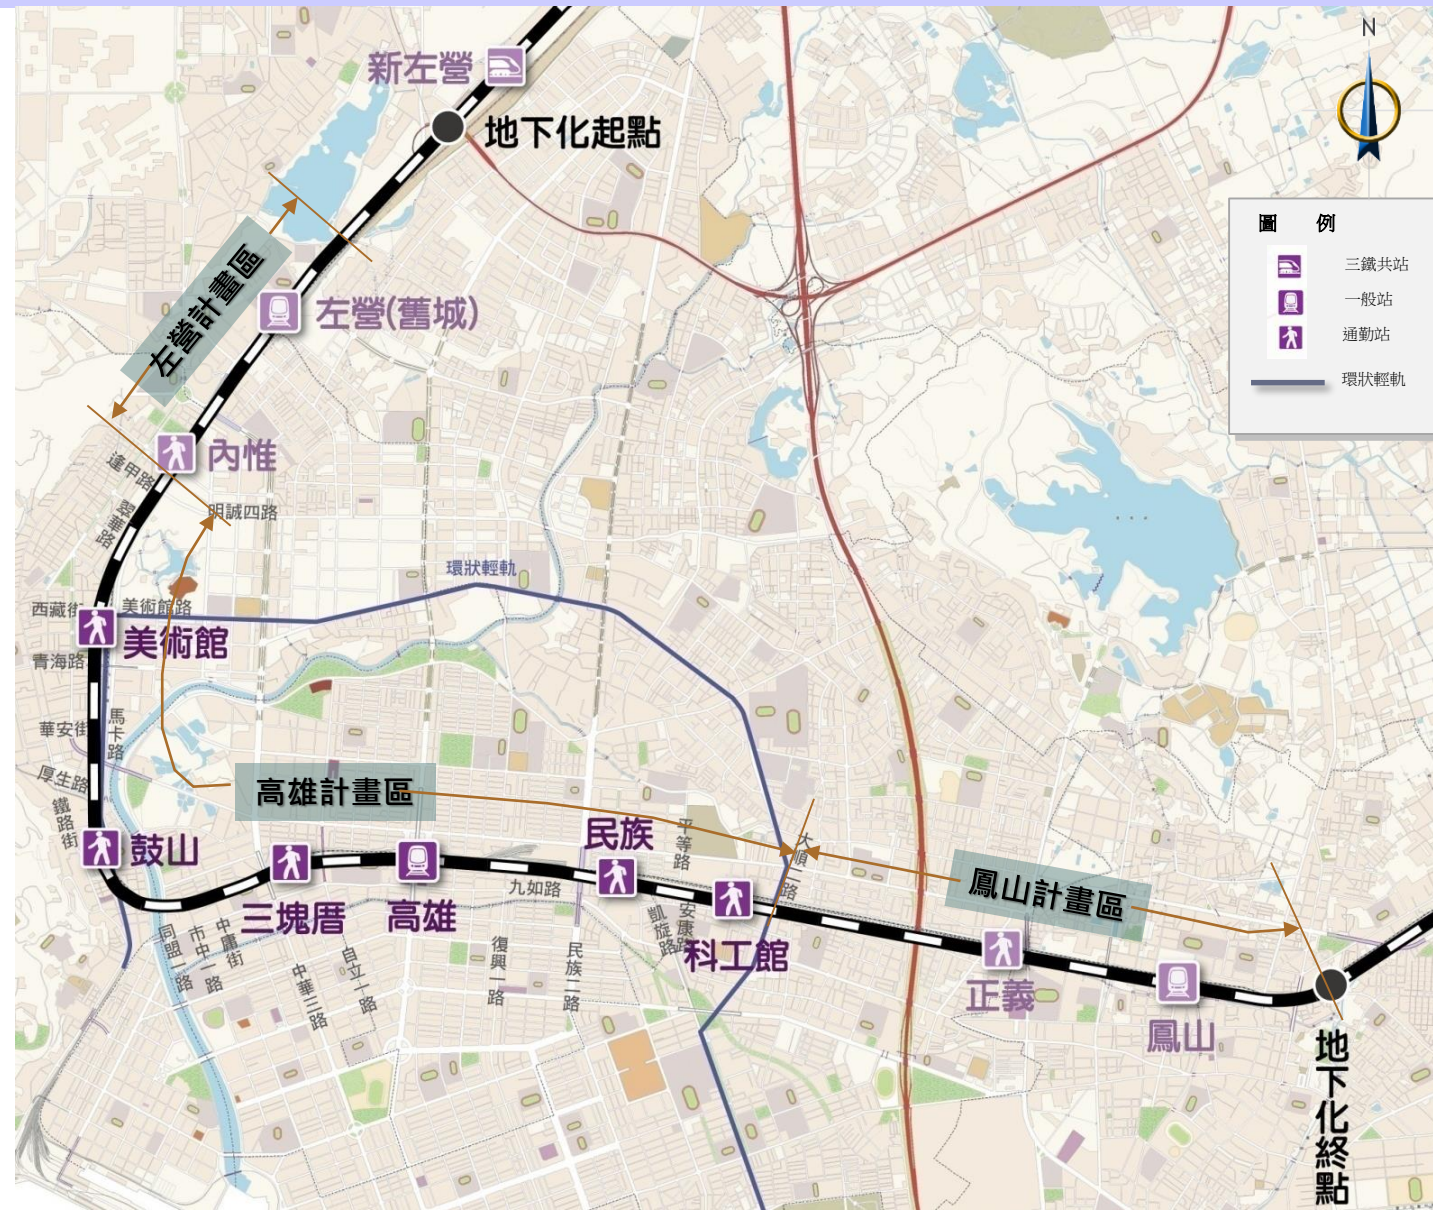 N
新左營
地下化起點
圖 例
三鐵共站
一般站
通勤站
環狀輕軌
左營計畫區
左營(舊城)
內惟
逢甲路
翠華路
明誠四路
環狀輕軌
西藏街
美術館路
美術館
青海路
馬卡路
華安街
厚生路
鐵路街
高雄計畫區
鼓山
三塊厝
高雄
民族
平等路
大順二路
九如路
科工館
鳳山計畫區
同盟一路
市中一路
中庸街
中華三路
自立一路
復興一路
民族二路
凱旋路
安康路
正義
鳳山
地下化終點